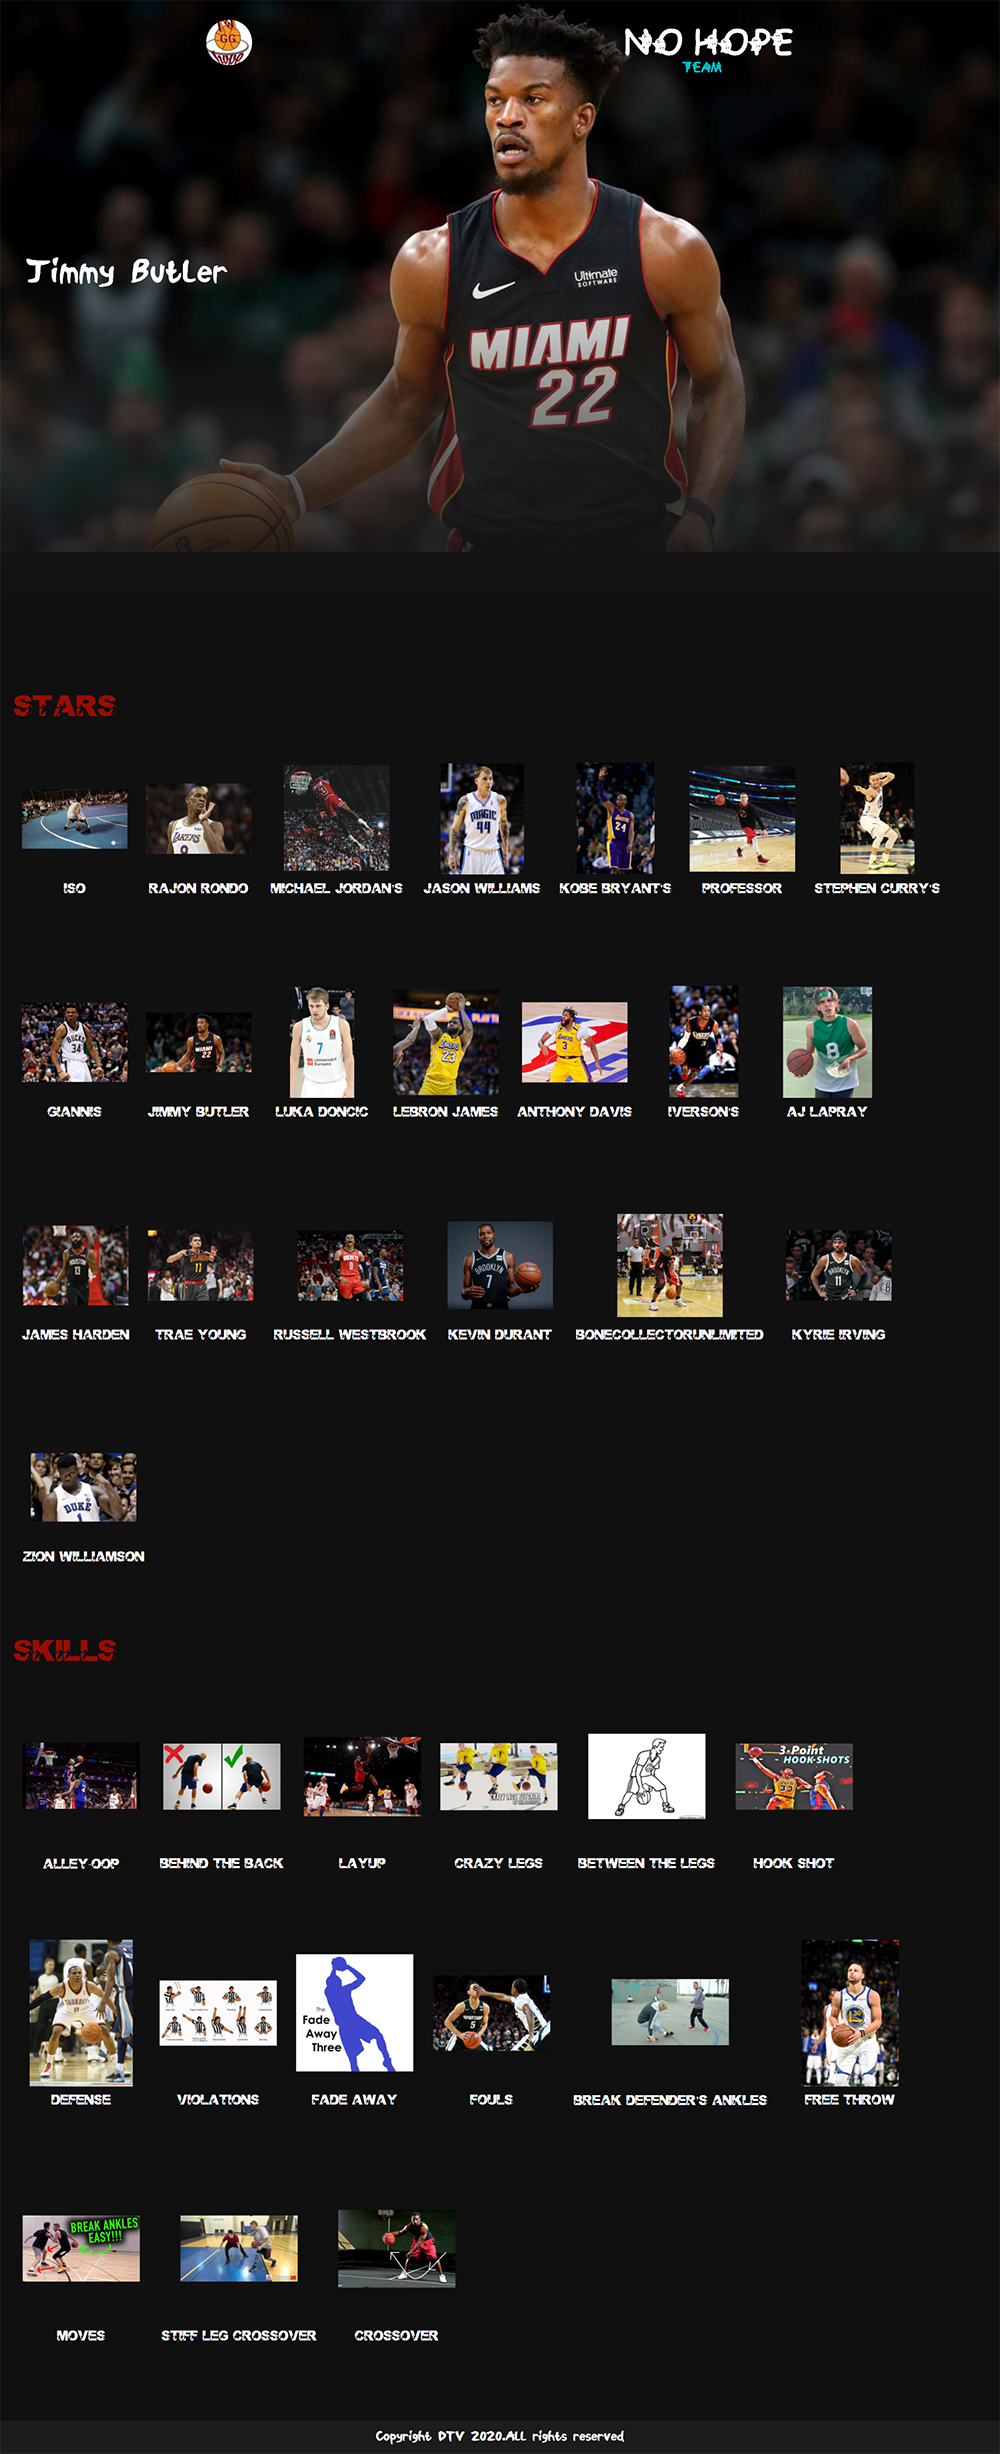 GG
NO HOPE
TEAM
Jimmy Butler
Ultimate
SOFTWARE
MIAMI
22
STARS
ISO
RAJON RONDO
MICHAEL JORDAN'S
JASON WILLIAMS
KOBE BRYANT'S
PROFESSOR
STEPHEN CURRY'S
GIANNIS
JIMMY BUTLER
LUKA DONCIC
LEBRON JAMES
ANTHONY DAVIS
IVERSON'S
AJ LAPRAY
JAMES HARDEN
TRAE YOUNG
RUSSELL WESTBROOK
KEVIN DURANT
BONECOLLECTORUNLIMITED
KYRIE IRVING
DUKE
ZION WILLIAMSON
SKILLS
3-Point
HOOK-SHOTS
ALLEY-OOP
BEHIND THE BACK
LAYUP
CRAZY LEGS
BETWEEN THE LEGS
HOOK SHOT
The
Fade
Away
Three
DEFENSE
VIOLATIONS
FADE AWAY
FOULS
BREAK DEFENDER'S ANKLES
FREE THROW
BREAK ANKLES
EASY!!!
MOVES
STIFF LEG CROSSOVER
CROSSOVER
Copyright DTV 2020.ALL rights reserved